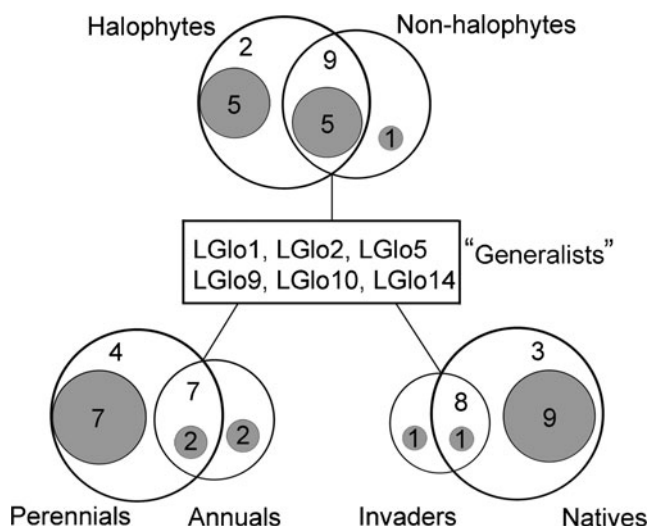 Halophytes
Non-halophytes
2
9
5
5
1
LGlo1, LGlo2, LGlo5
LGlo9, LGlo10, LGlo14
“Generalists”
4
7
7
2
2
3
8
1
1
9
Perennials
Annuals
Invaders
Natives